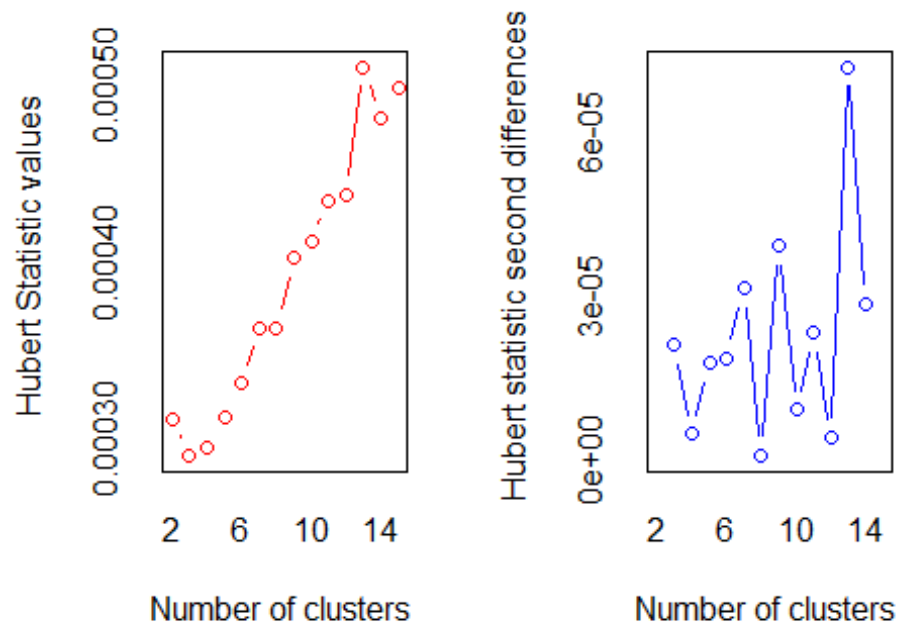 Hubert Statistic values
0.00030 0.00040 0.00050
2 6 10 14
Number of clusters
Hubert statistic second differences
0e+00 3e-05 6e-05
2 6 10 14
Number of clusters